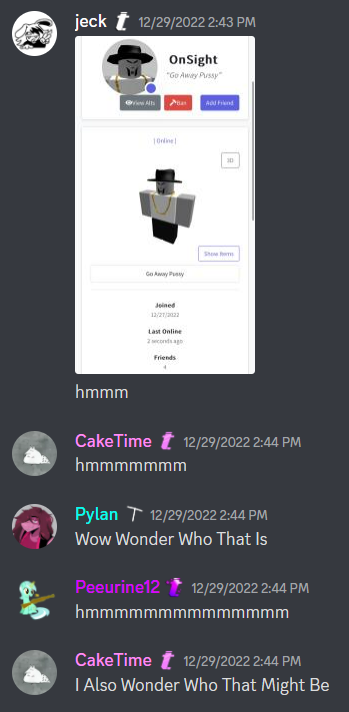 jeck 12/29/2022 2:43 PM
OnSight
"Go Away Pussy"
View Alts Ban Add Friend
| Online |
3D
Show Items
Go Away Pussy
Joined
12/27/2022
Last Online
2 seconds ago
Friends
4
hmmm
CakeTime 12/29/2022 2:44 PM
hmmmmmmm
Pylan 12/29/2022 2:44 PM
Wow Wonder Who That Is
Peeurine12 12/29/2022 2:44 PM
hmmmmmmmmmmmmmm
CakeTime 12/29/2022 2:44 PM
I Also Wonder Who That Might Be